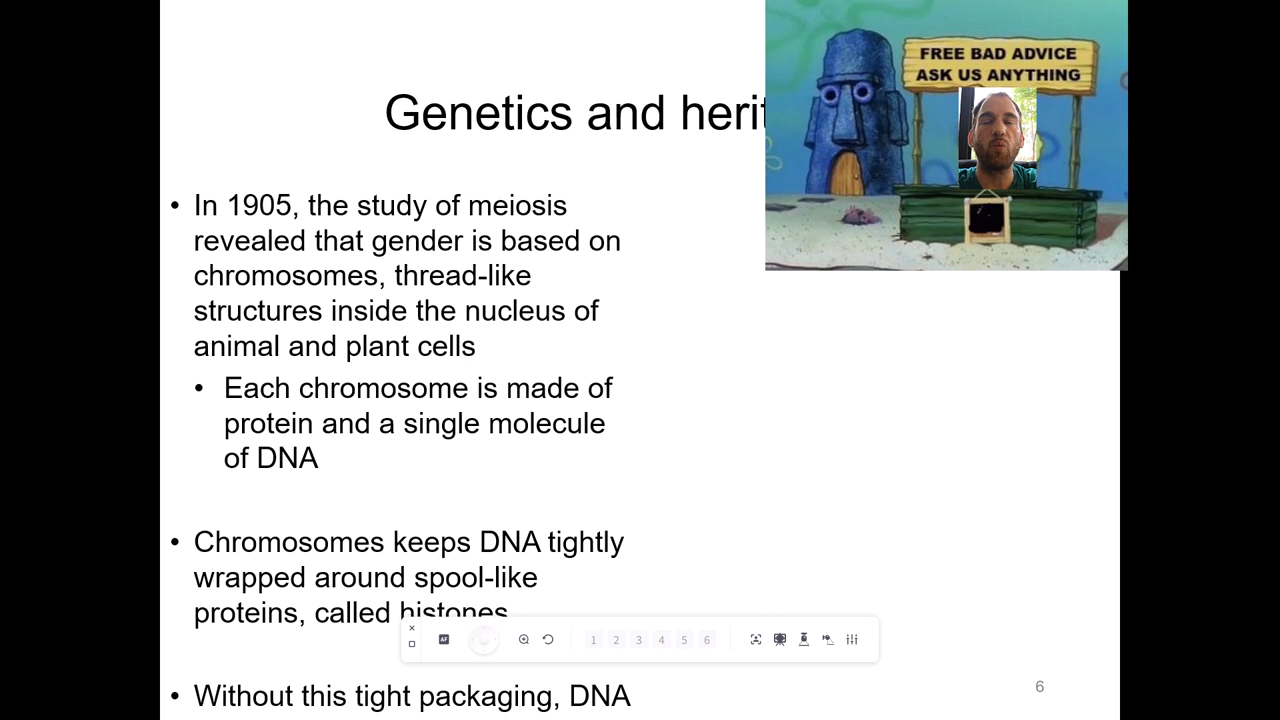 Genetics and herit
FREE BAD ADVICE
ASK US ANYTHING
• In 1905, the study of meiosis
revealed that gender is based on
chromosomes, thread-like
structures inside the nucleus of
animal and plant cells
• Each chromosome is made of
protein and a single molecule
of DNA
• Chromosomes keeps DNA tightly
wrapped around spool-like
proteins, called histones
AF
1 2 3 4 5 6
• Without this tight packaging, DNA
6